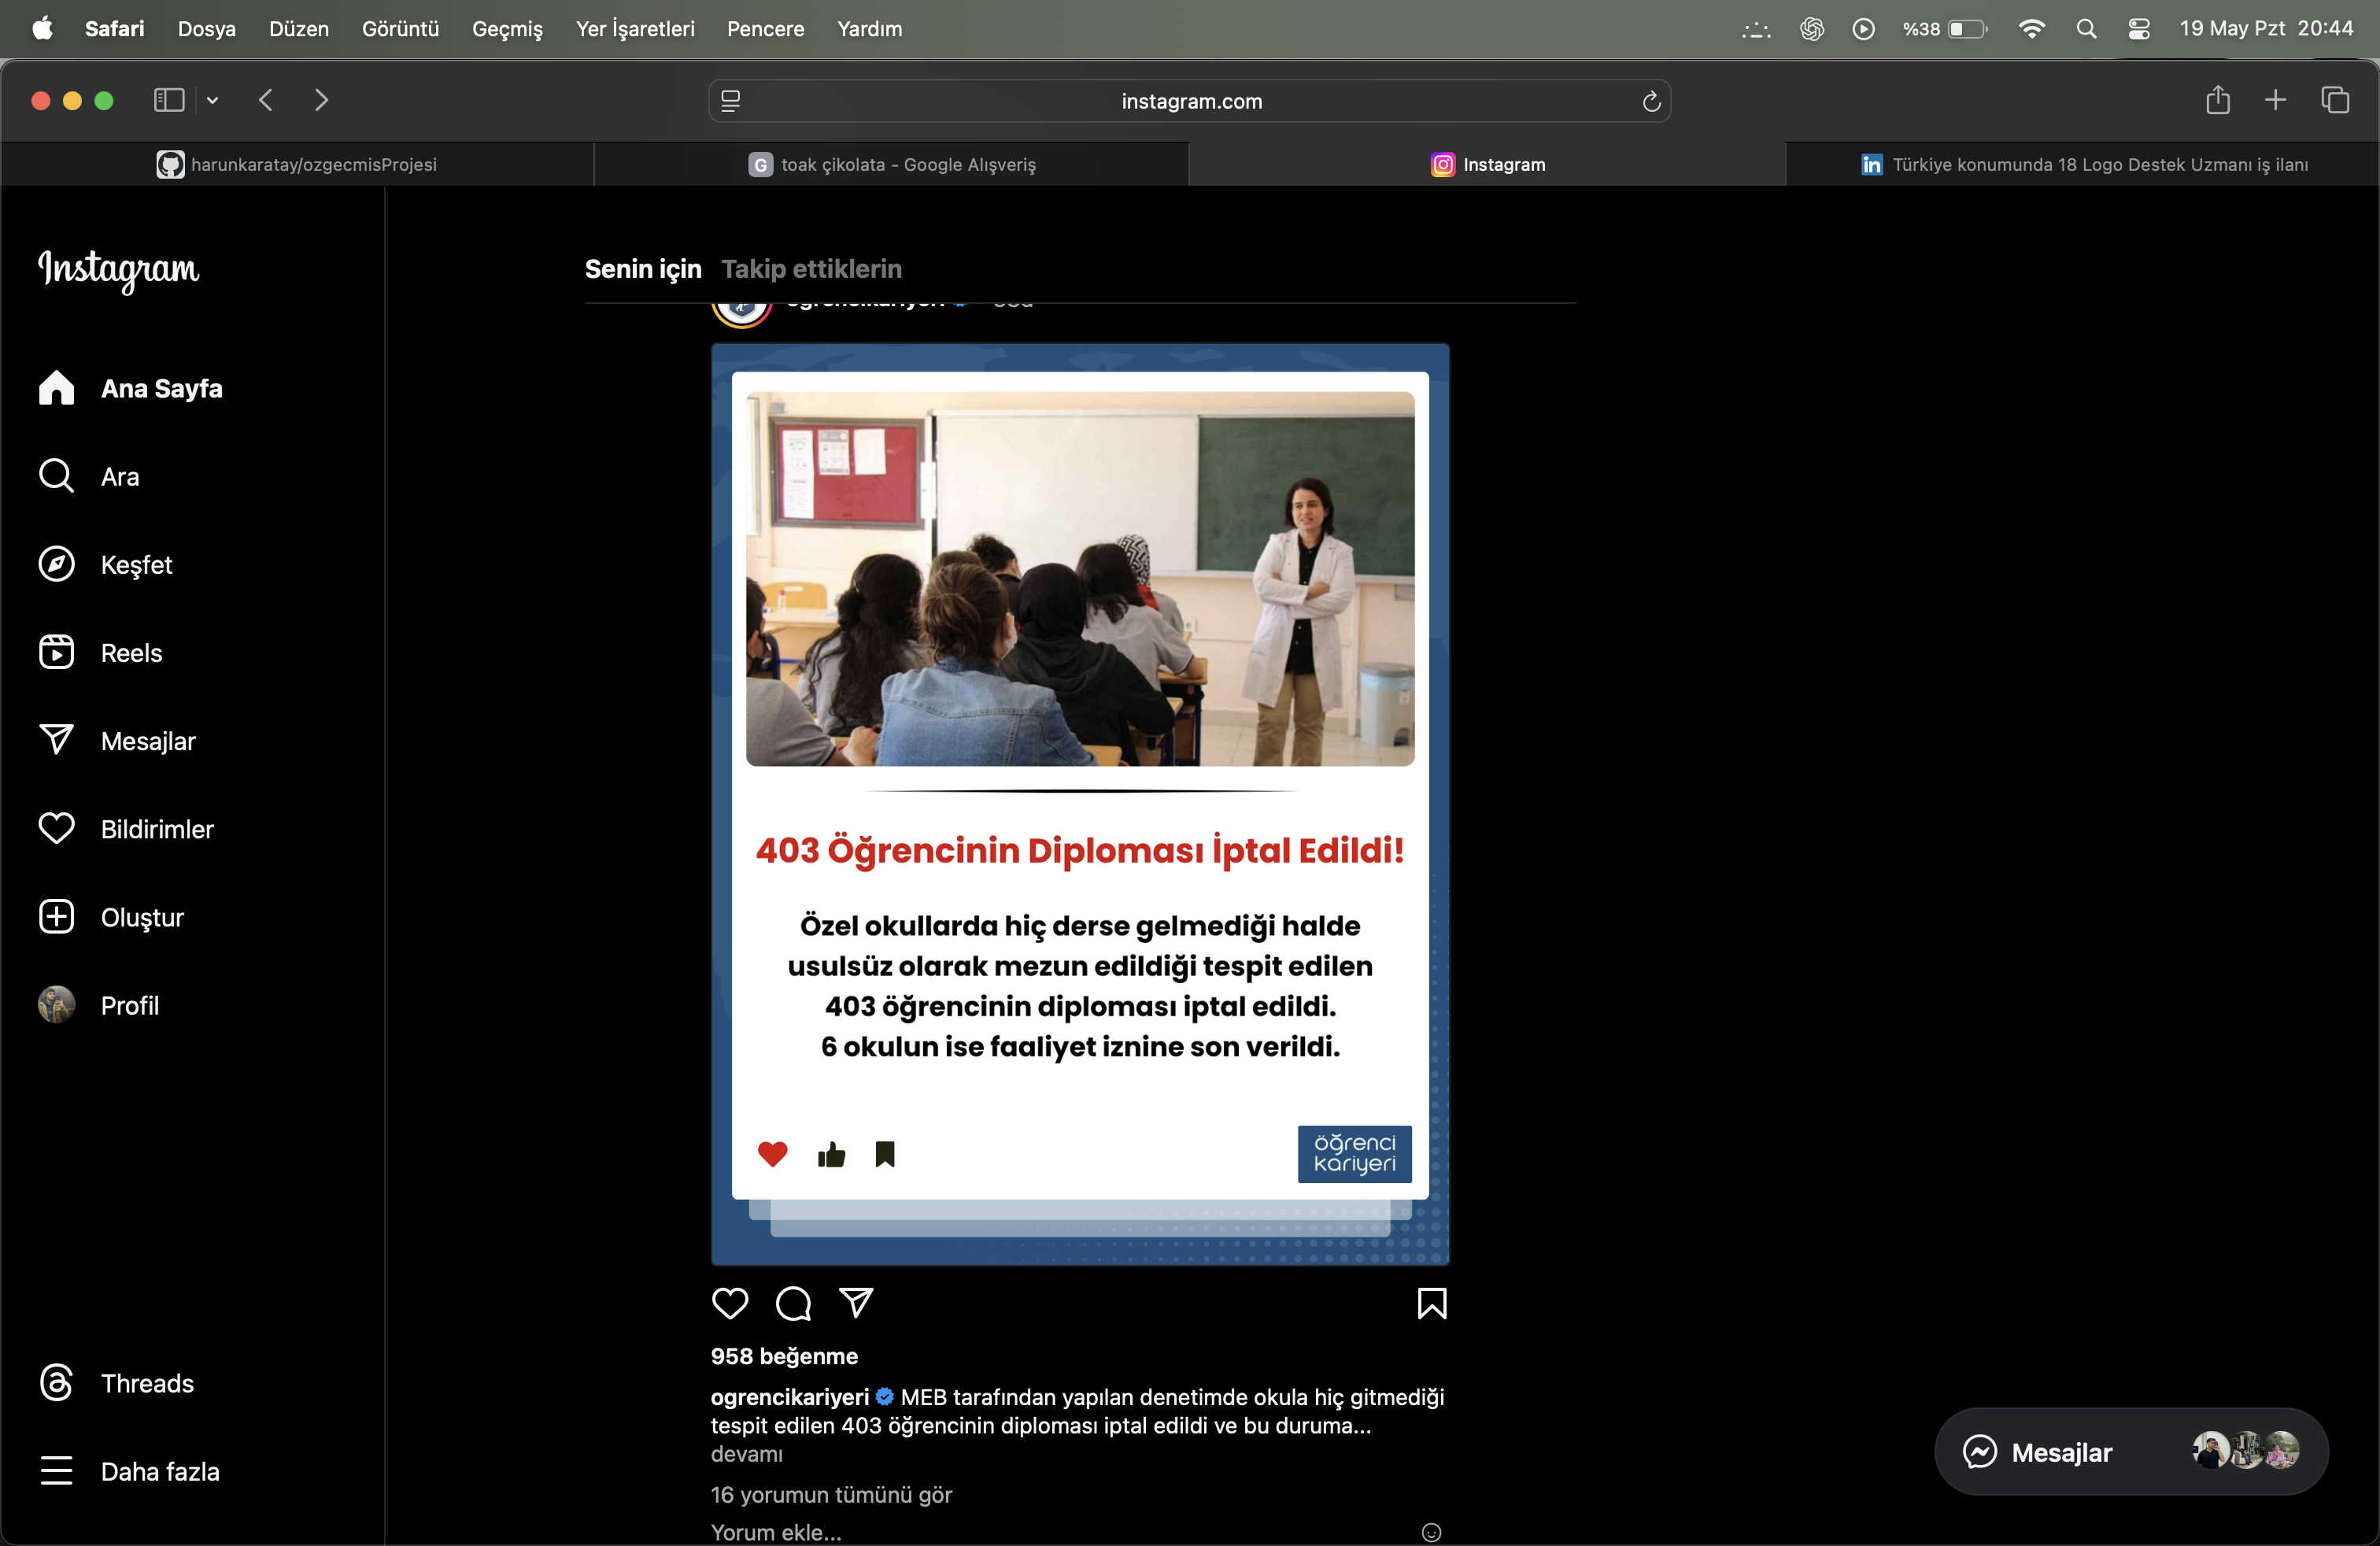 Safari Dosya Düzen Görüntü Geçmiş Yer İşaretleri Pencere Yardım %38 19 May Pzt 20:44
instagram.com
harunkaratay/ozgecmisProjesi
G toak çikolata - Google Alışveriş
Instagram
in Türkiye konumunda 18 Logo Destek Uzmanı iş ilanı
Instagram
Ana Sayfa
Ara
Keşfet
Reels
Mesajlar
Bildirimler
Oluştur
Profil
Threads
Daha fazla
Senin için Takip ettiklerin
403 Öğrencinin Diploması İptal Edildi!
Özel okullarda hiç derse gelmediği halde
usulsüz olarak mezun edildiği tespit edilen
403 öğrencinin diploması iptal edildi.
6 okulun ise faaliyet iznine son verildi.
öğrenci
kariyeri
958 beğenme
ogrencikariyeri MEB tarafından yapılan denetimde okula hiç gitmediği
tespit edilen 403 öğrencinin diploması iptal edildi ve bu duruma...
devamı
16 yorumun tümünü gör
Yorum ekle...
Mesajlar